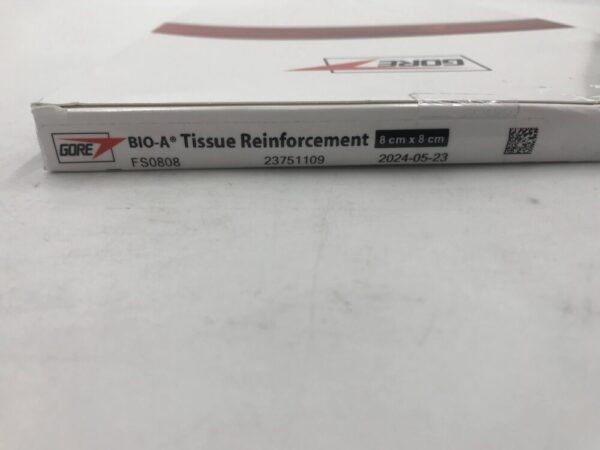 GORE
GORE BIO-A® Tissue Reinforcement 8 cm x 8 cm
FS0808 23751109 2024-05-23